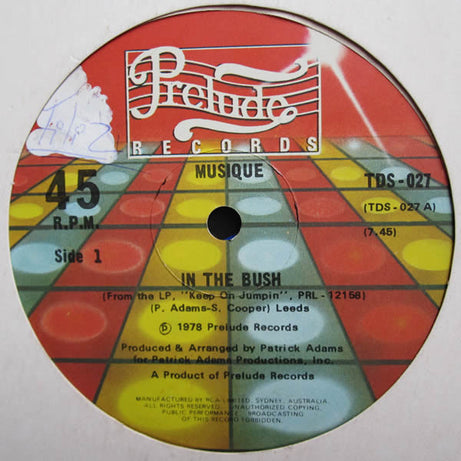 Prelude
RECORDS
MUSIQUE
45
R.P.M.
TDS-027
(TDS-027 A)
(7.45)
Side 1
IN THE BUSH
(From the LP, "Keep On Jumpin", PRL-12158)
(P. Adams-S. Cooper) Leeds
℗ 1978 Prelude Records
Produced & Arranged by Patrick Adams
for Patrick Adams Productions, Inc.
A Product of Prelude Records
MANUFACTURED BY RCA LIMITED, SYDNEY, AUSTRALIA.
ALL RIGHTS RESERVED. UNAUTHORIZED COPYING,
PUBLIC PERFORMANCE, BROADCASTING
OF THIS RECORD FORBIDDEN.